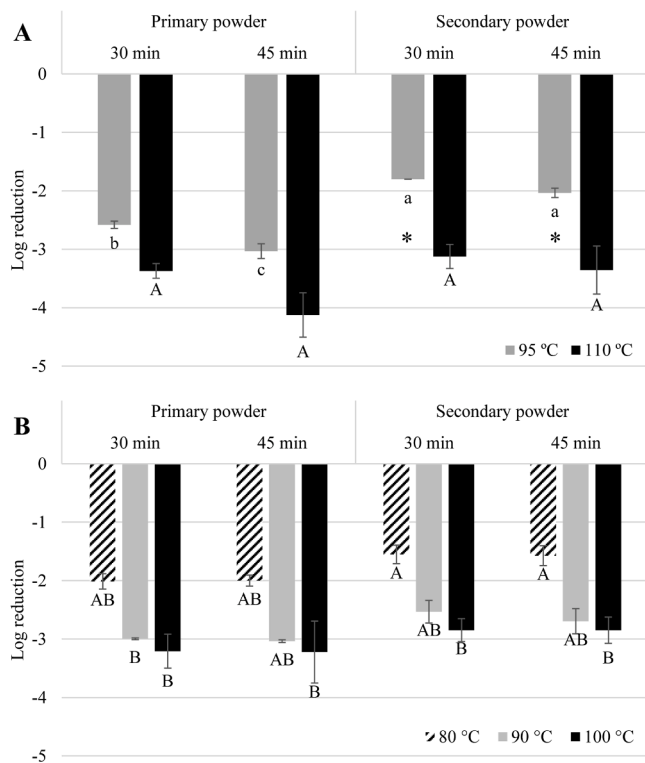 A
Primary powder Secondary powder
30 min 45 min 30 min 45 min
0
-1
-2
-3
-4
-5
Log reduction
b A c A a * A a * A
95 ºC 110 ºC
B
Primary powder Secondary powder
30 min 45 min 30 min 45 min
0
-1
-2
-3
-4
-5
Log reduction
AB B B AB AB B A AB B A AB B
80 °C 90 °C 100 °C